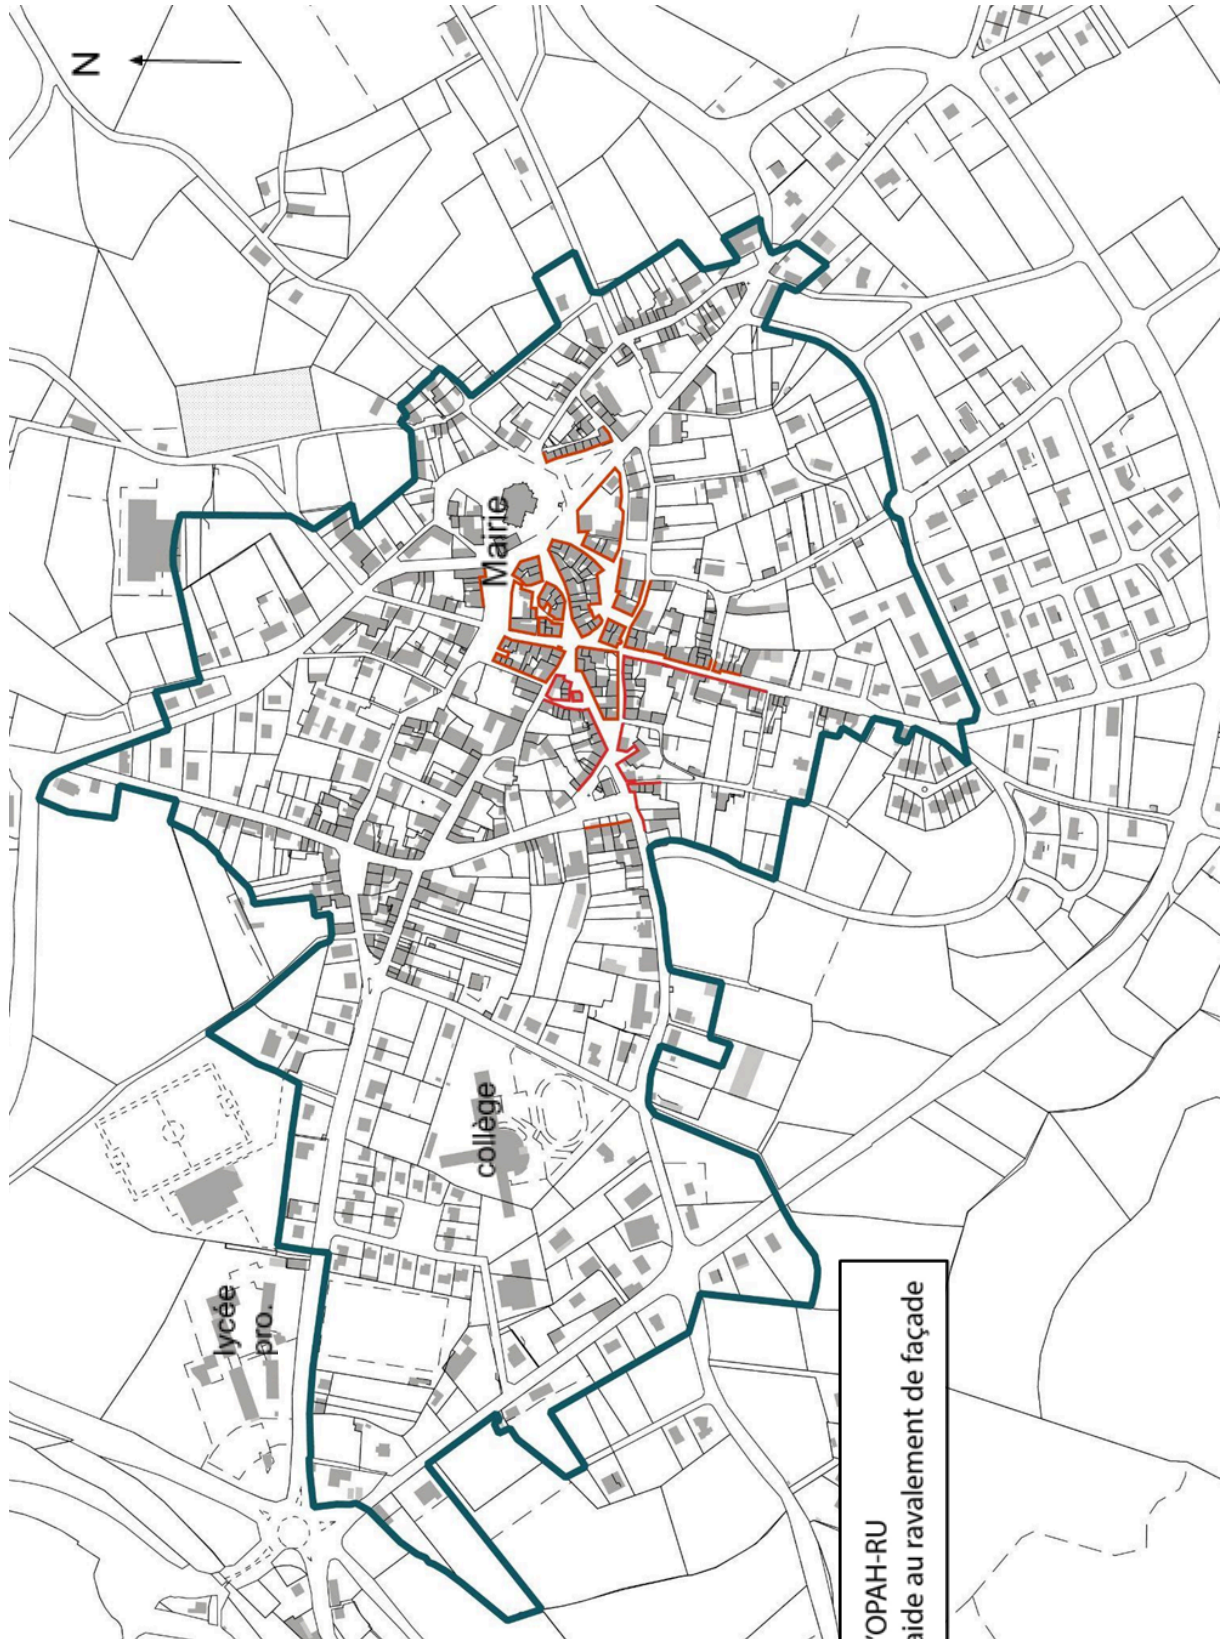 N
Mairie
collège
lycée
pro.
'OPAH-RU
aide au ravalement de façade